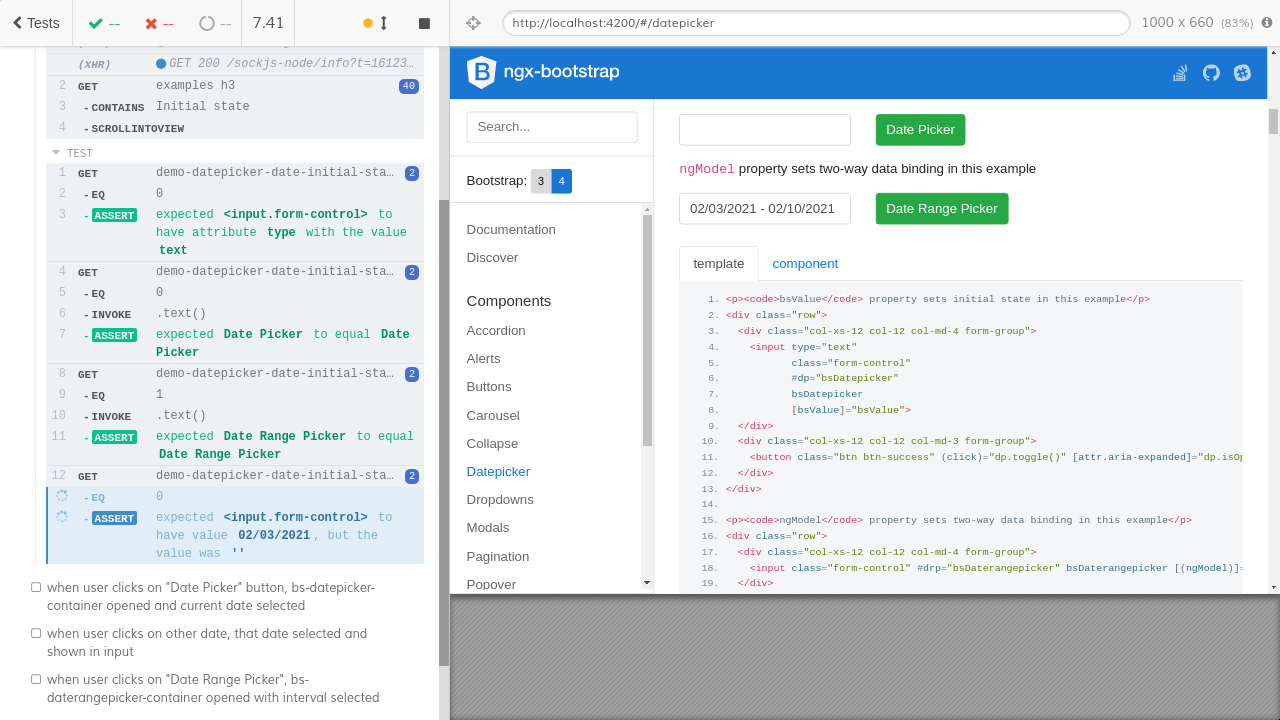 Tests
--
--
--
7.41
http://localhost:4200/#/datepicker
1000 x 660 (83%)
(XHR) GET 200 /sockjs-node/info?t=16123…
2 GET examples h3 40
3 -CONTAINS Initial state
4 -SCROLLINTOVIEW
TEST
1 GET demo-datepicker-date-initial-sta… 2
2 -EQ 0
3 -ASSERT expected <input.form-control> to
have attribute type with the value
text
4 GET demo-datepicker-date-initial-sta… 2
5 -EQ 0
6 -INVOKE .text()
7 -ASSERT expected Date Picker to equal Date
Picker
8 GET demo-datepicker-date-initial-sta… 2
9 -EQ 1
10 -INVOKE .text()
11 -ASSERT expected Date Range Picker to equal
Date Range Picker
12 GET demo-datepicker-date-initial-sta… 2
-EQ 0
-ASSERT expected <input.form-control> to
have value 02/03/2021, but the
value was ''
when user clicks on "Date Picker" button, bs-datepicker-
container opened and current date selected
when user clicks on other date, that date selected and
shown in input
when user clicks on "Date Range Picker", bs-
daterangepicker-container opened with interval selected
B ngx-bootstrap
Search...
Bootstrap: 3 4
Documentation
Discover
Components
Accordion
Alerts
Buttons
Carousel
Collapse
Datepicker
Dropdowns
Modals
Pagination
Popover
Date Picker
ngModel property sets two-way data binding in this example
02/03/2021 - 02/10/2021 Date Range Picker
template component
1. <p><code>bsValue</code> property sets initial state in this example</p>
2. <div class="row">
3. <div class="col-xs-12 col-12 col-md-4 form-group">
4. <input type="text"
5. class="form-control"
6. #dp="bsDatepicker"
7. bsDatepicker
8. [bsValue]="bsValue">
9. </div>
10. <div class="col-xs-12 col-12 col-md-3 form-group">
11. <button class="btn btn-success" (click)="dp.toggle()" [attr.aria-expanded]="dp.isOp
12. </div>
13. </div>
14.
15. <p><code>ngModel</code> property sets two-way data binding in this example</p>
16. <div class="row">
17. <div class="col-xs-12 col-12 col-md-4 form-group">
18. <input class="form-control" #drp="bsDaterangepicker" bsDaterangepicker [(ngModel)]=
19. </div>